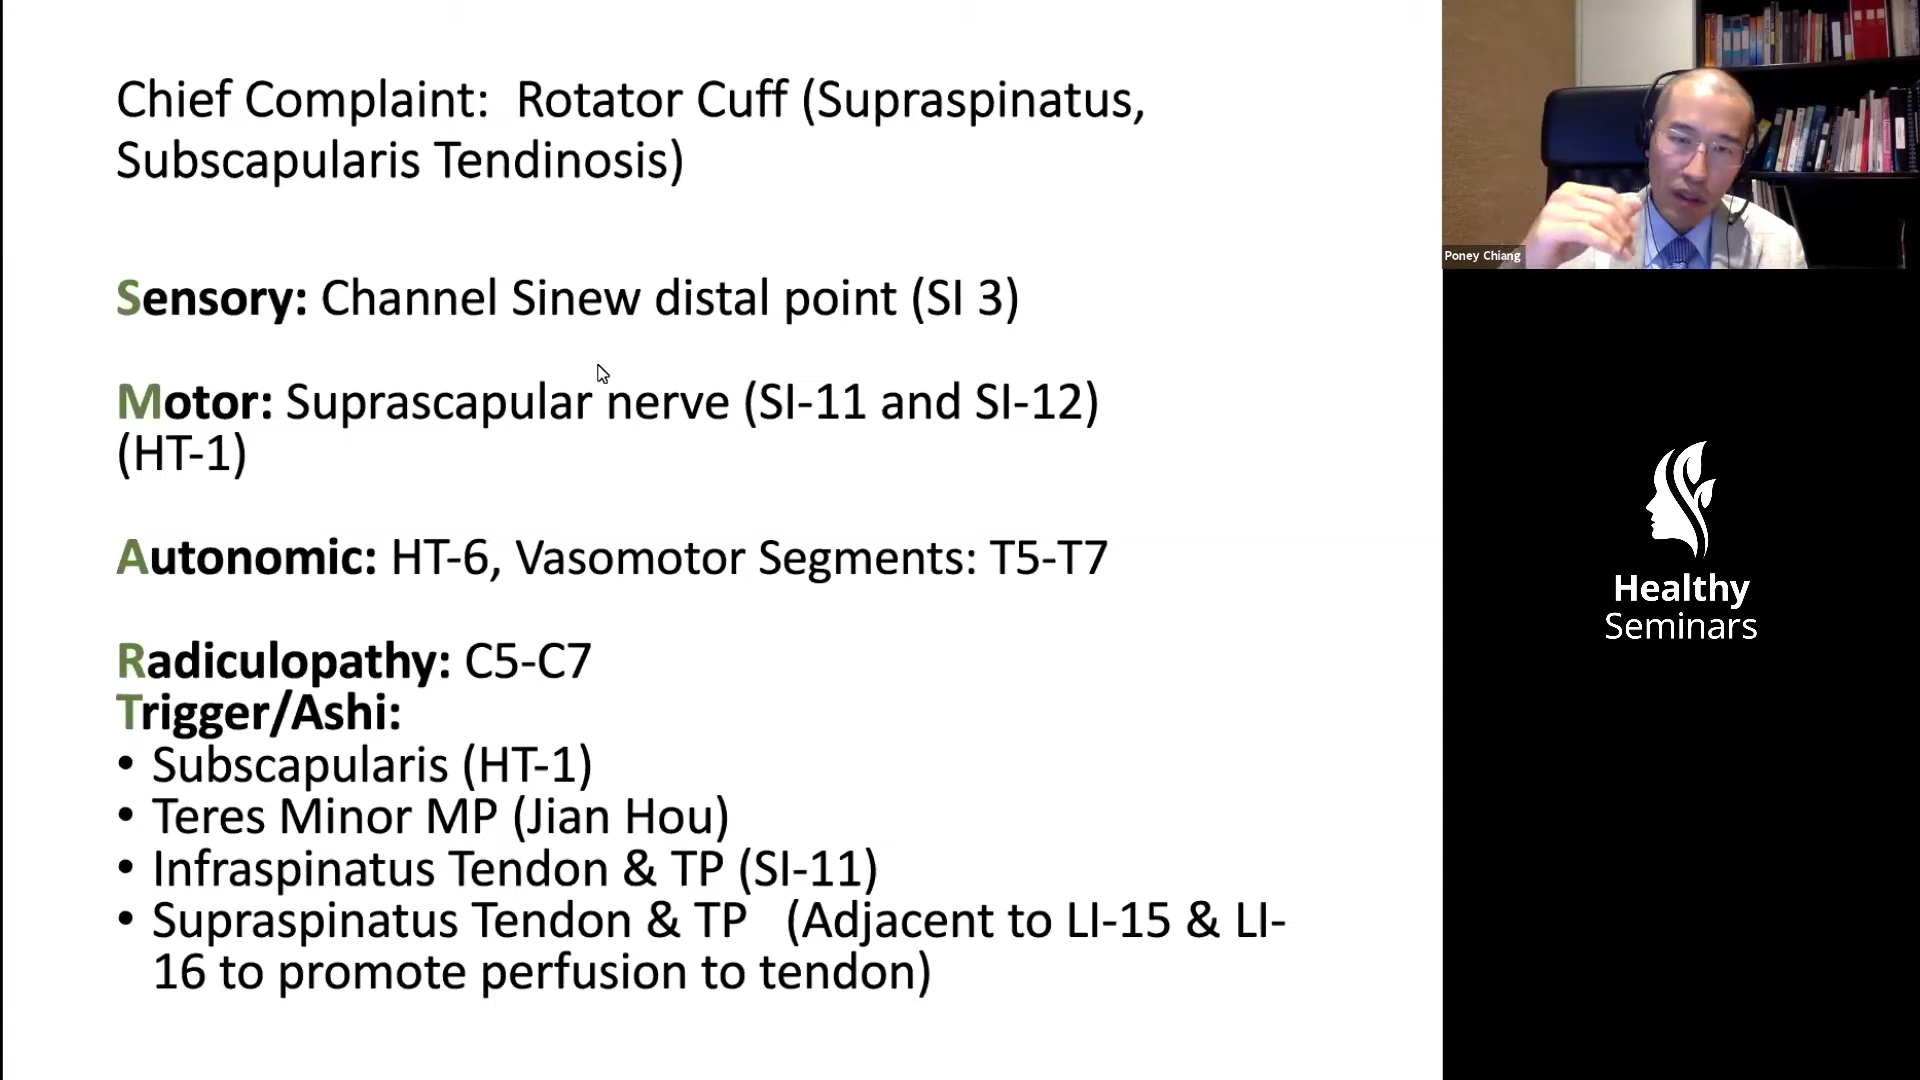 Chief Complaint:  Rotator Cuff (Supraspinatus,
Subscapularis Tendinosis)
Sensory: Channel Sinew distal point (SI 3)
Motor: Suprascapular nerve (SI-11 and SI-12)
(HT-1)
Autonomic: HT-6, Vasomotor Segments: T5-T7
Radiculopathy: C5-C7
Trigger/Ashi:
• Subscapularis (HT-1)
• Teres Minor MP (Jian Hou)
• Infraspinatus Tendon & TP (SI-11)
• Supraspinatus Tendon & TP   (Adjacent to LI-15 & LI-
16 to promote perfusion to tendon)
Poney Chiang
Healthy
Seminars